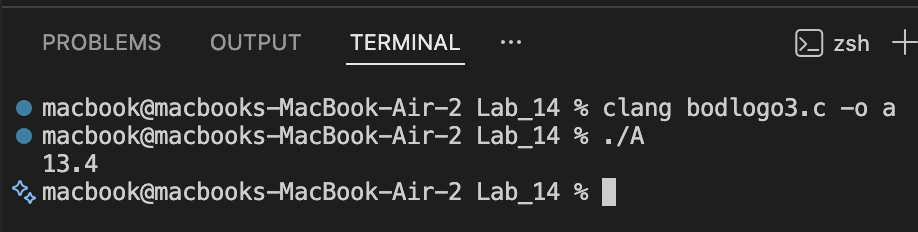 PROBLEMS OUTPUT TERMINAL ··· zsh
macbook@macbooks-MacBook-Air-2 Lab_14 % clang bodlogo3.c -o a
macbook@macbooks-MacBook-Air-2 Lab_14 % ./A
13.4
macbook@macbooks-MacBook-Air-2 Lab_14 %